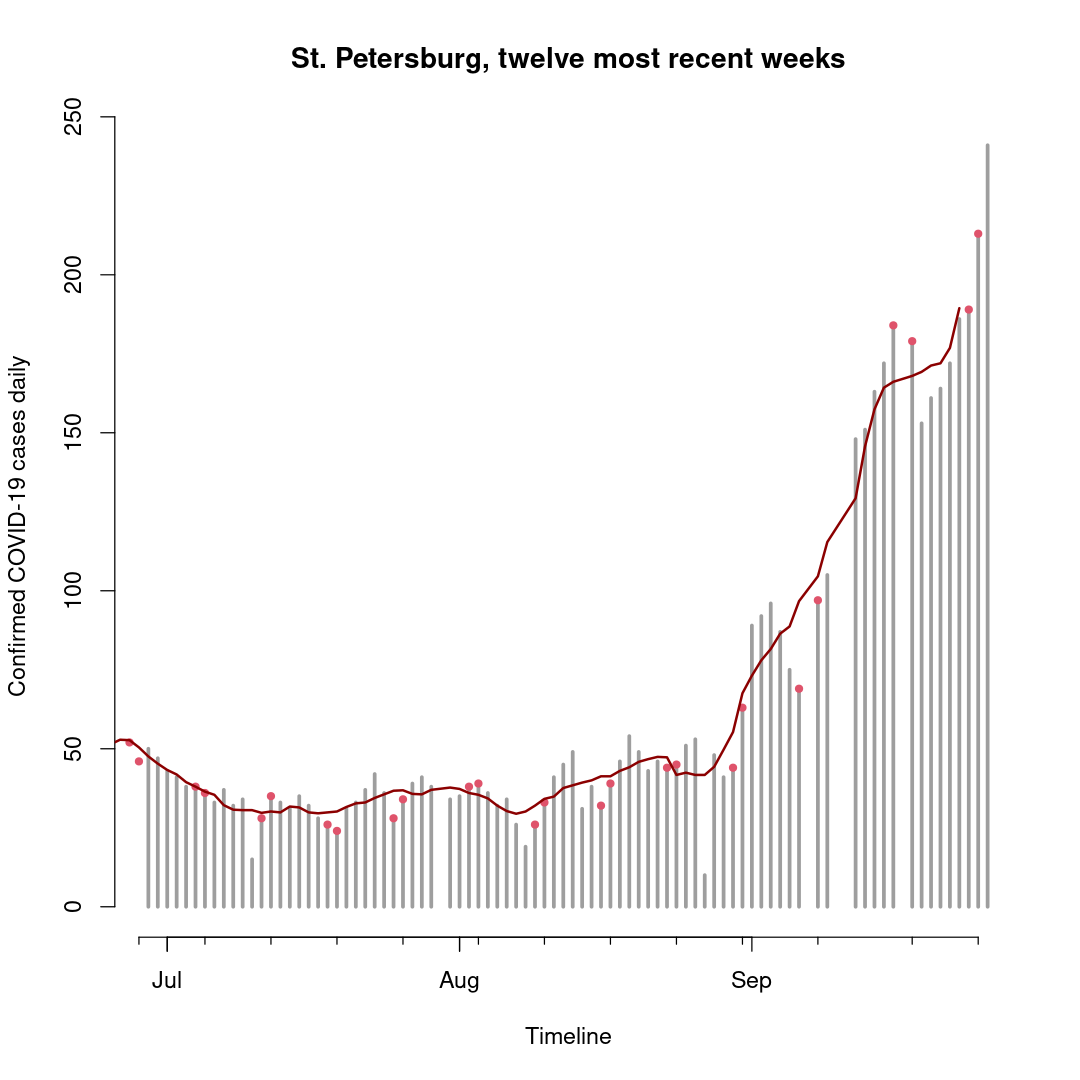 St. Petersburg, twelve most recent weeks
250
200
150
100
50
0
Confirmed COVID-19 cases daily
Jul Aug Sep
Timeline